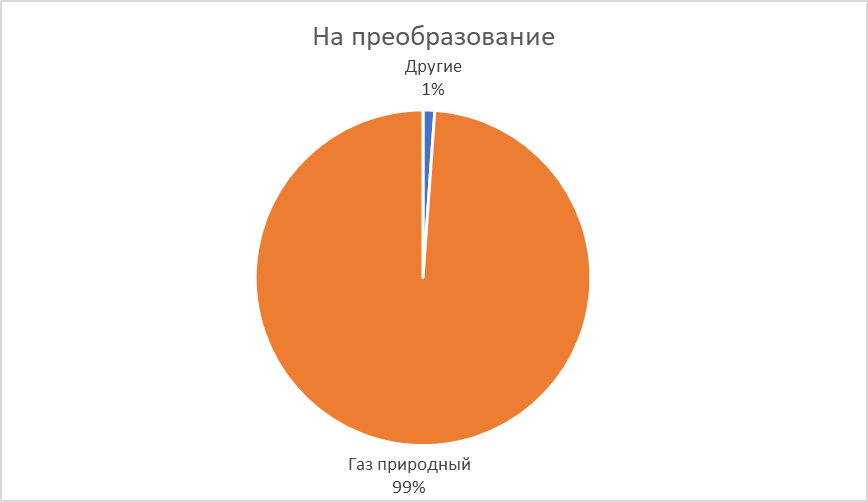 На преобразование
Другие
1%
Газ природный
99%